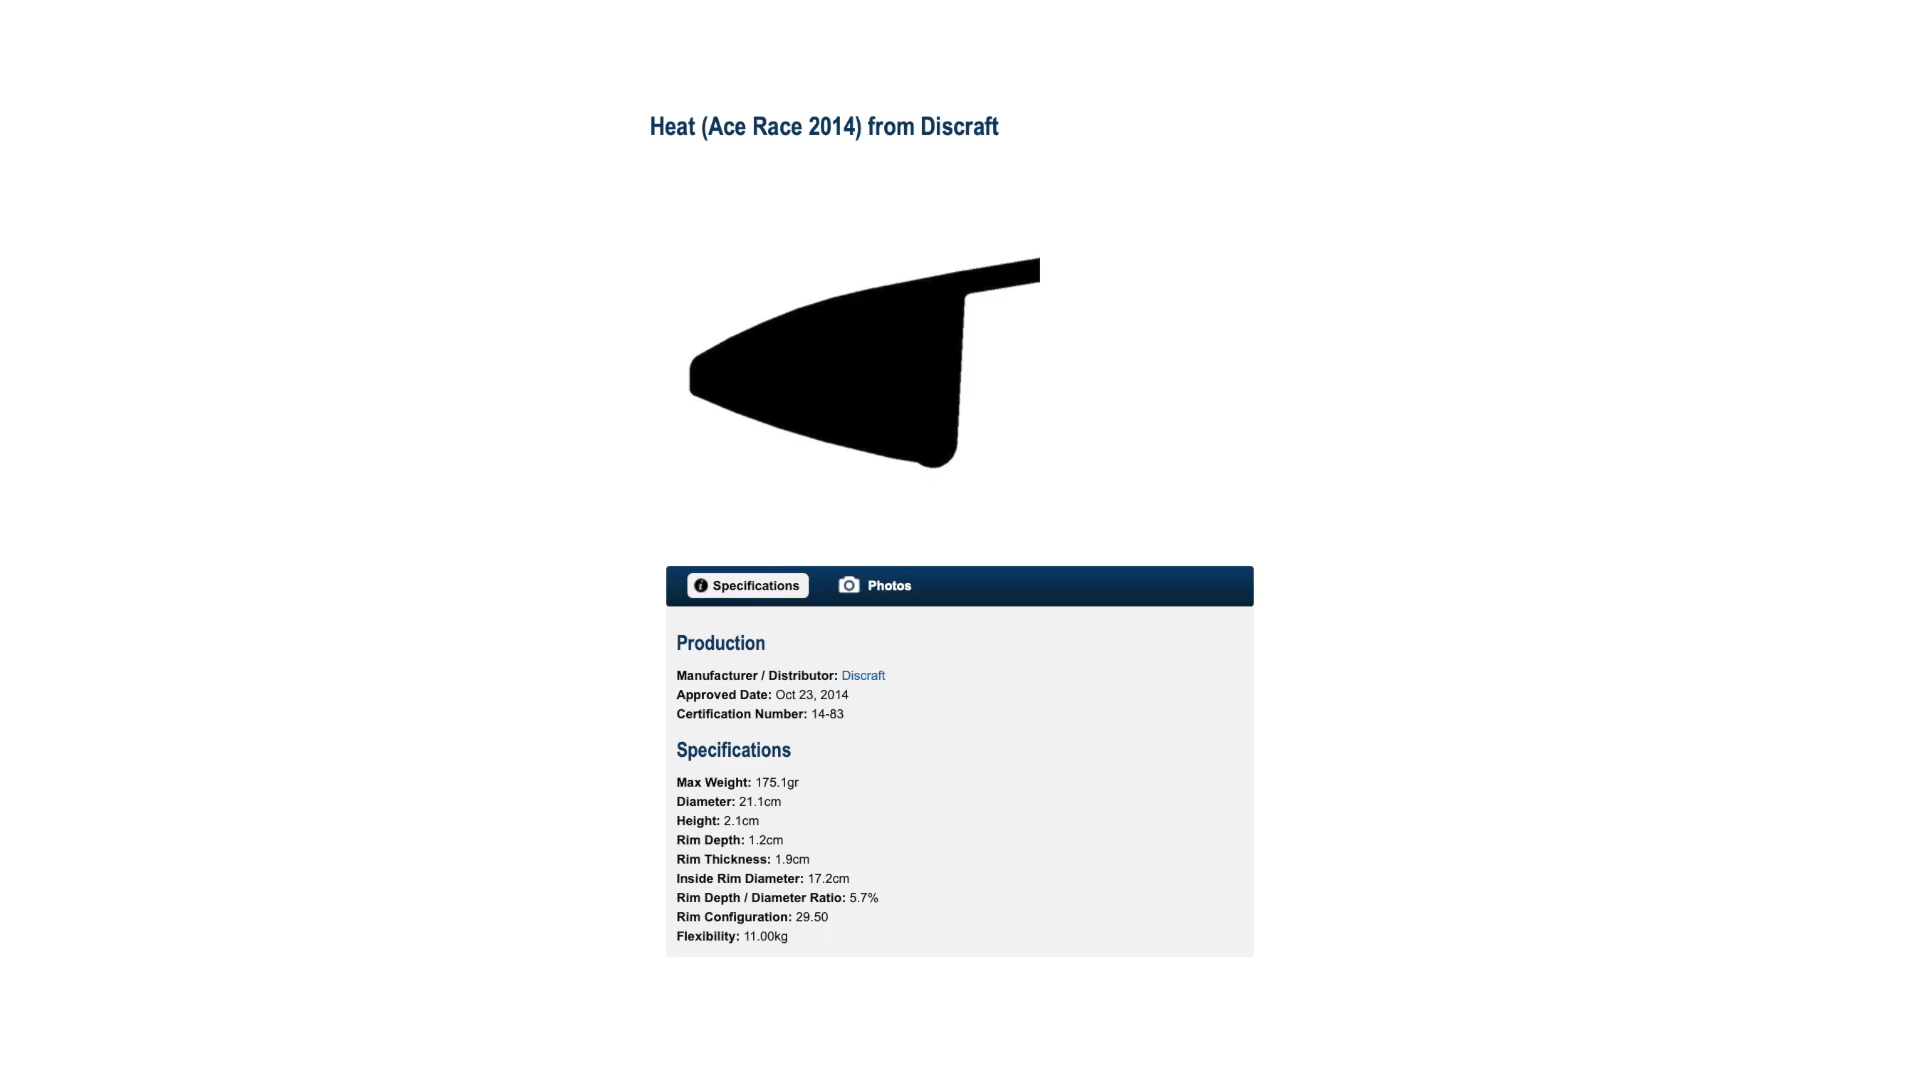 Heat (Ace Race 2014) from Discraft
Specifications
Photos
Production
Manufacturer / Distributor: Discraft
Approved Date: Oct 23, 2014
Certification Number: 14-83
Specifications
Max Weight: 175.1gr
Diameter: 21.1cm
Height: 2.1cm
Rim Depth: 1.2cm
Rim Thickness: 1.9cm
Inside Rim Diameter: 17.2cm
Rim Depth / Diameter Ratio: 5.7%
Rim Configuration: 29.50
Flexibility: 11.00kg